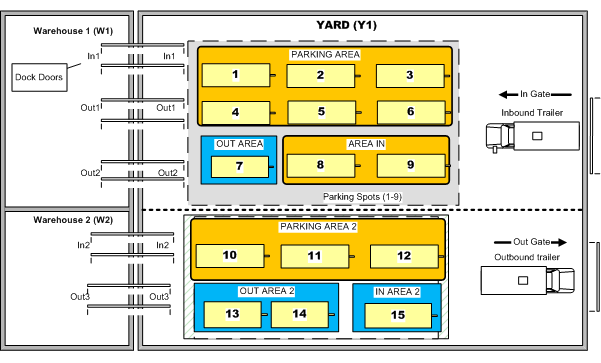 YARD (Y1)
Warehouse 1 (W1)
In1
In1
Dock Doors
Out1
Out1
Out2
Out2
PARKING AREA
1
2
3
4
5
6
OUT AREA
7
AREA IN
8
9
Parking Spots (1-9)
In Gate
Inbound Trailer
Warehouse 2 (W2)
In2
In2
Out3
Out3
PARKING AREA 2
10
11
12
OUT AREA 2
13
14
IN AREA 2
15
Out Gate
Outbound trailer